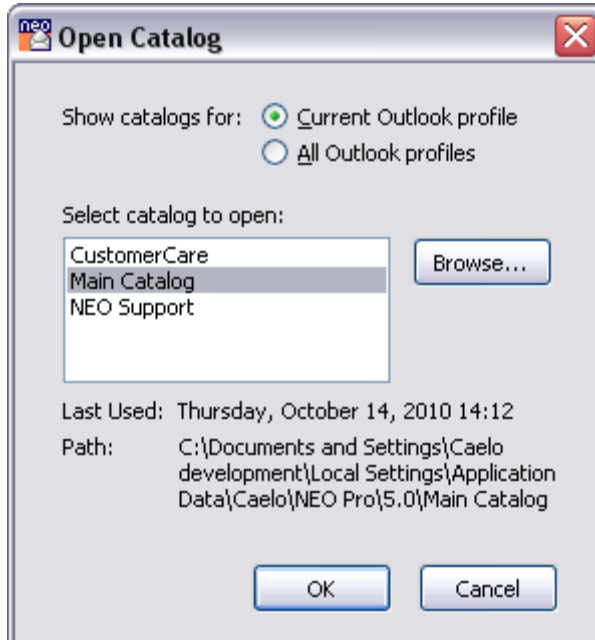 neo Open Catalog
Show catalogs for: Current Outlook profile
All Outlook profiles
Select catalog to open:
CustomerCare
Main Catalog
NEO Support
Browse...
Last Used: Thursday, October 14, 2010 14:12
Path: C:\Documents and Settings\Caelo
development\Local Settings\Application
Data\Caelo\NEO Pro\5.0\Main Catalog
OK Cancel